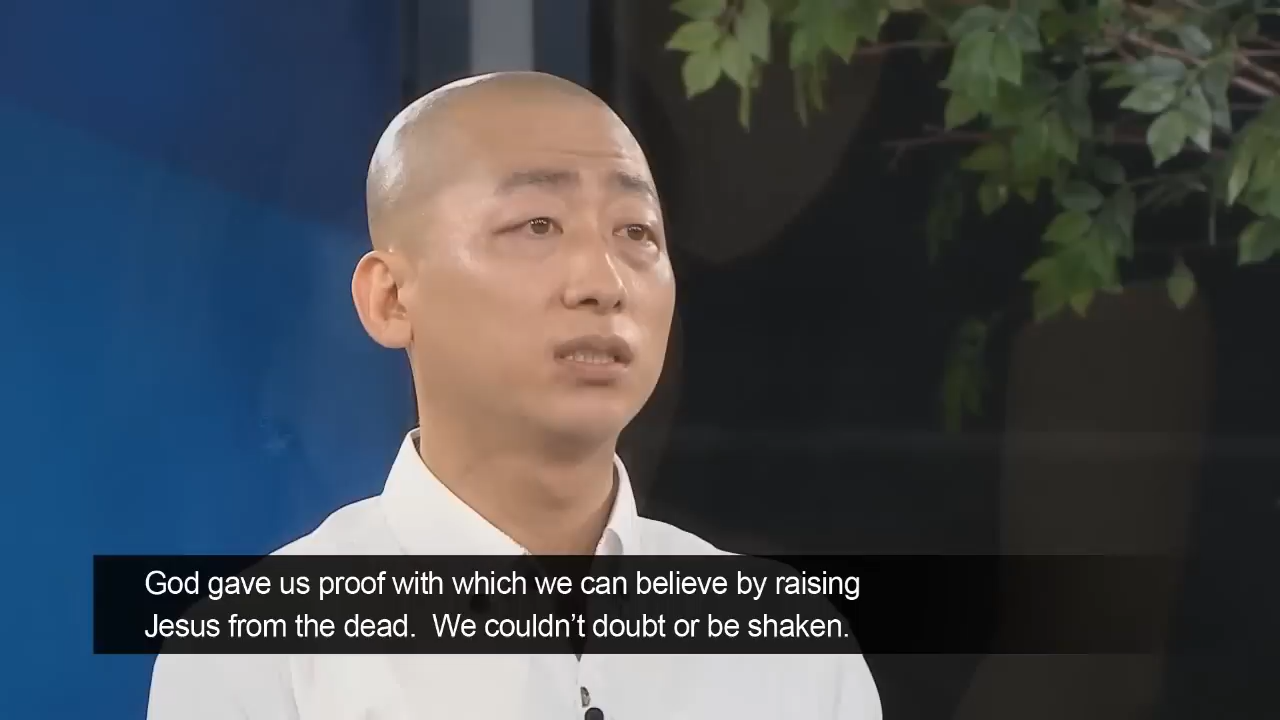 God gave us proof with which we can believe by raising
Jesus from the dead.  We couldn’t doubt or be shaken.